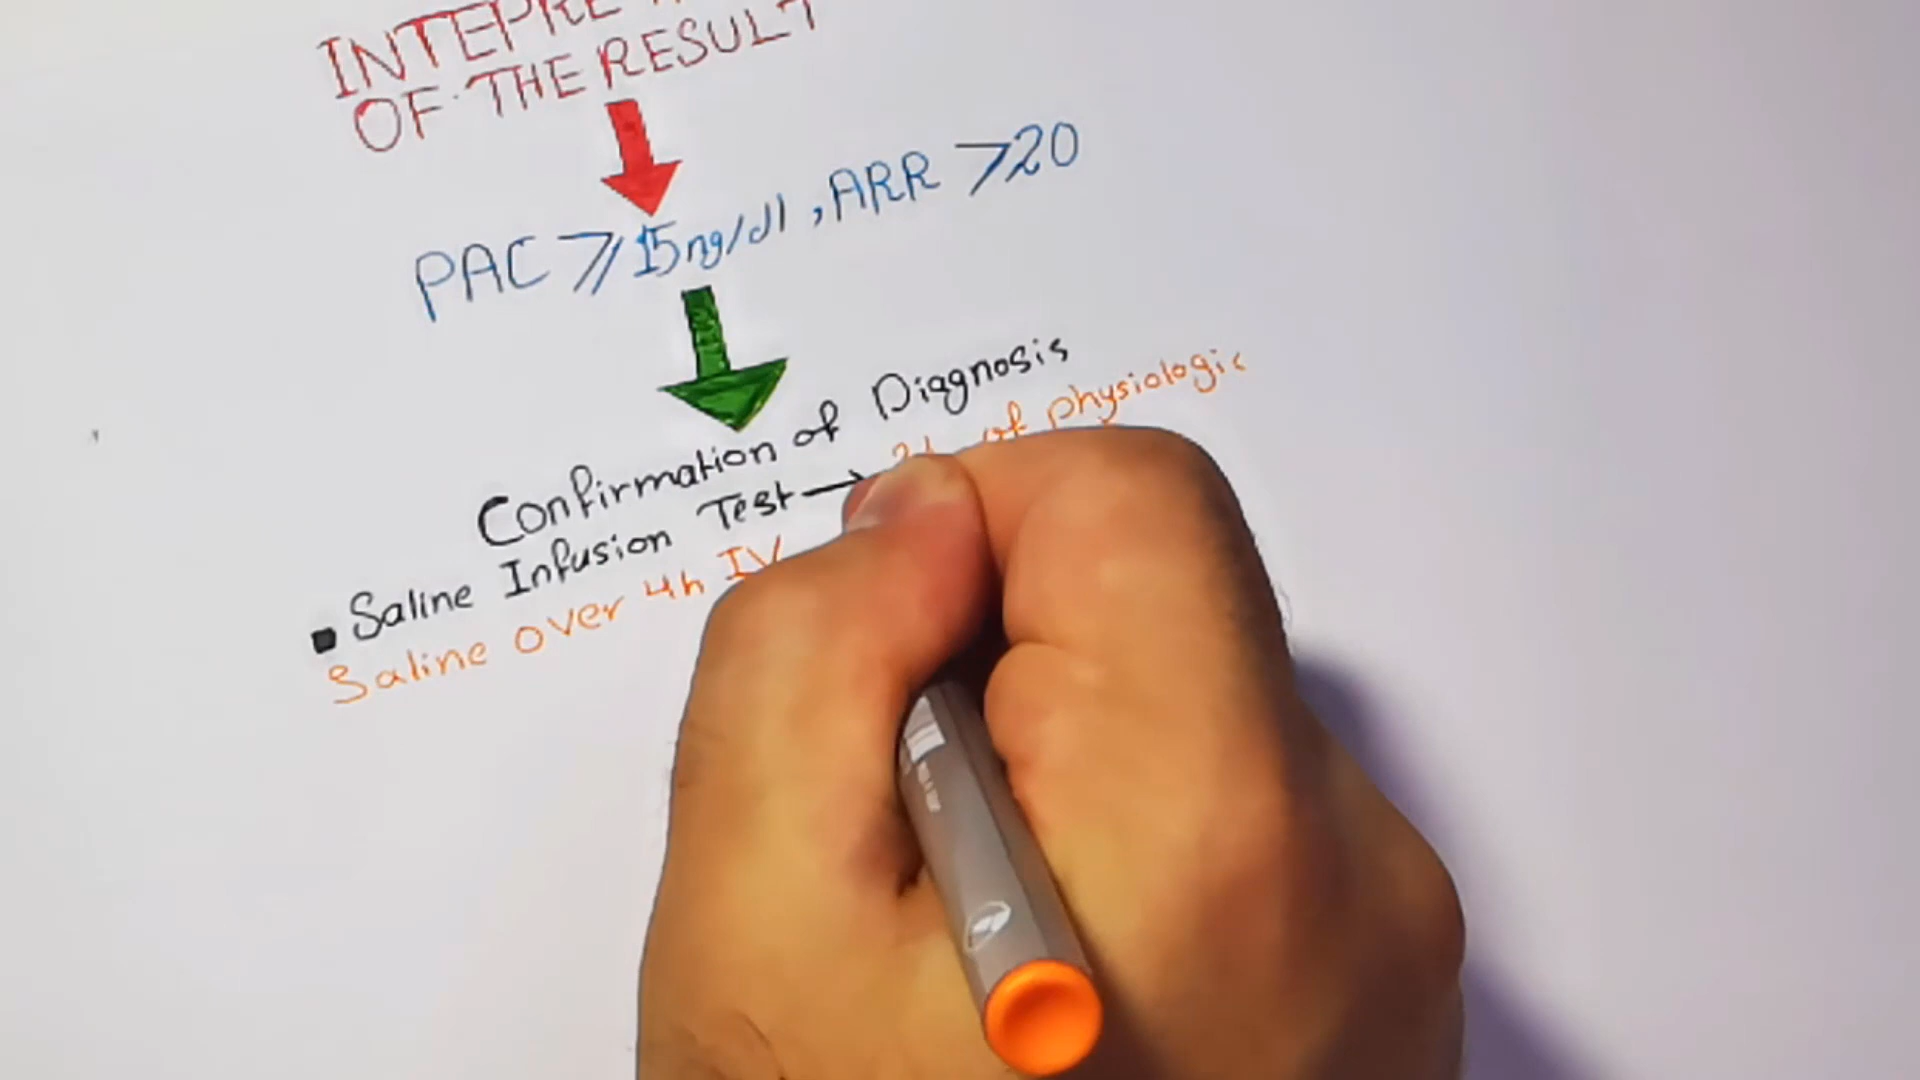 INTEPRE
OF THE RESULT
PAC ⩾ 15ng/dl, ARR >20
Confirmation of Diagnosis
▪ Saline Infusion Test → of physiologic
Saline over 4h IV